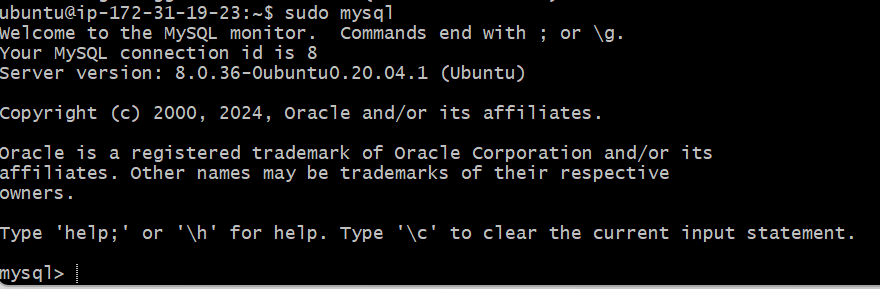 ubuntu@ip-172-31-19-23:~$ sudo mysql
Welcome to the MySQL monitor.  Commands end with ; or \g.
Your MySQL connection id is 8
Server version: 8.0.36-0ubuntu0.20.04.1 (Ubuntu)
Copyright (c) 2000, 2024, Oracle and/or its affiliates.
Oracle is a registered trademark of Oracle Corporation and/or its
affiliates. Other names may be trademarks of their respective
owners.
Type 'help;' or '\h' for help. Type '\c' to clear the current input statement.
mysql>